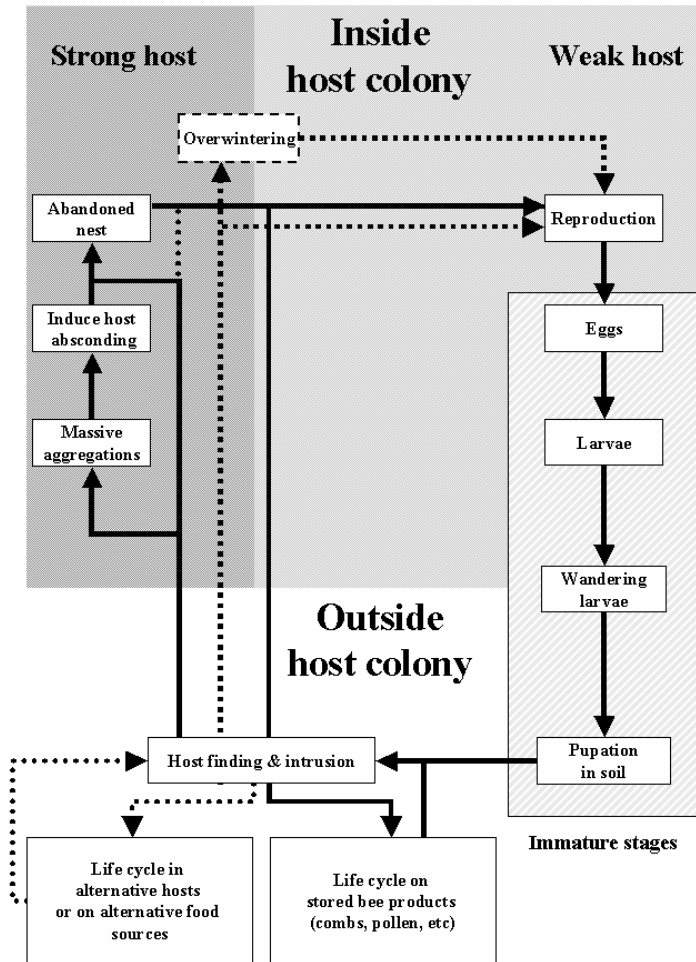 Inside
host colony
Strong host
Weak host
Overwintering
Abandoned
nest
Reproduction
Induce host
absconding
Eggs
Massive
aggregations
Larvae
Wandering
larvae
Outside
host colony
Host finding & intrusion
Pupation
in soil
Immature stages
Life cycle in
alternative hosts
or on alternative food
sources
Life cycle on
stored bee products
(combs, pollen, etc)